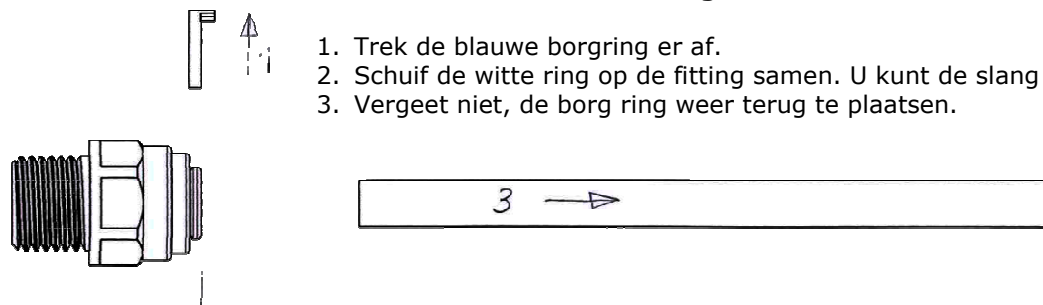 1. Trek de blauwe borgring er af.
2. Schuif de witte ring op de fitting samen. U kunt de slang
3. Vergeet niet, de borg ring weer terug te plaatsen.
3